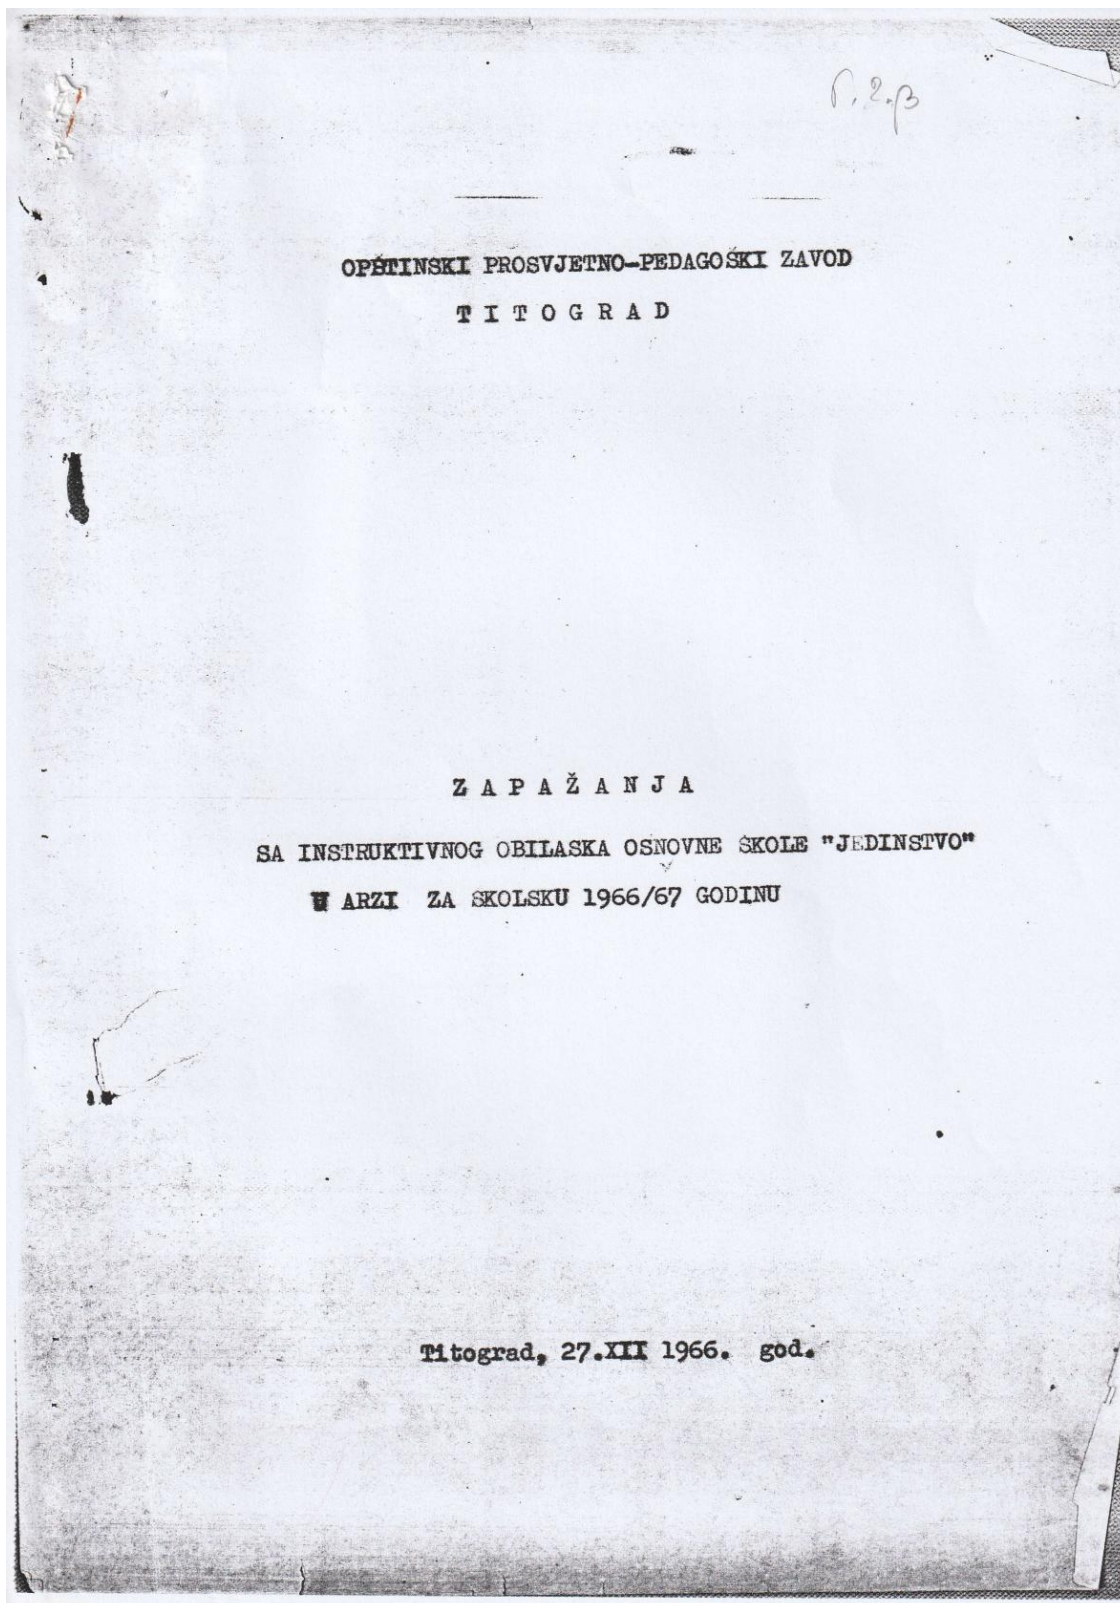 OPŠTINSKI PROSVJETNO-PEDAGOŠKI ZAVOD
T I T O G R A D
Z A P A Ž A N J A
SA INSTRUKTIVNOG OBILASKA OSNOVNE ŠKOLE "JEDINSTVO"
U ARZI ZA ŠKOLSKU 1966/67 GODINU
Titograd, 27.XII 1966. god.